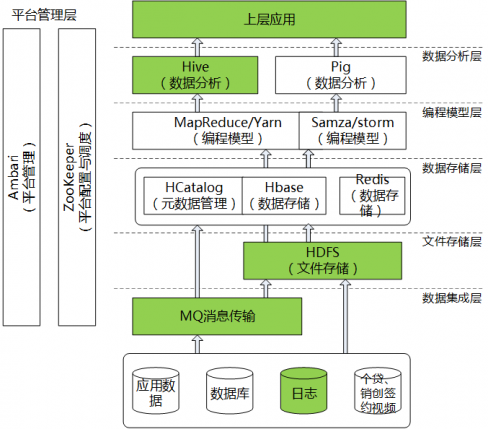 平台管理层
上层应用
数据分析层
Hive
（数据分析）
Pig
（数据分析）
编程模型层
MapReduce/Yarn
（编程模型）
Samza/storm
（编程模型）
数据存储层
HCatalog
（元数据管理）
Hbase
（数据存储）
Redis
（数据存
储）
文件存储层
HDFS
（文件存储）
数据集成层
MQ消息传输
应用数
据
数据库
日志
个贷、
销创签
约视频
Ambari
（平台管理）
ZooKeeper
（平台配置与调度）